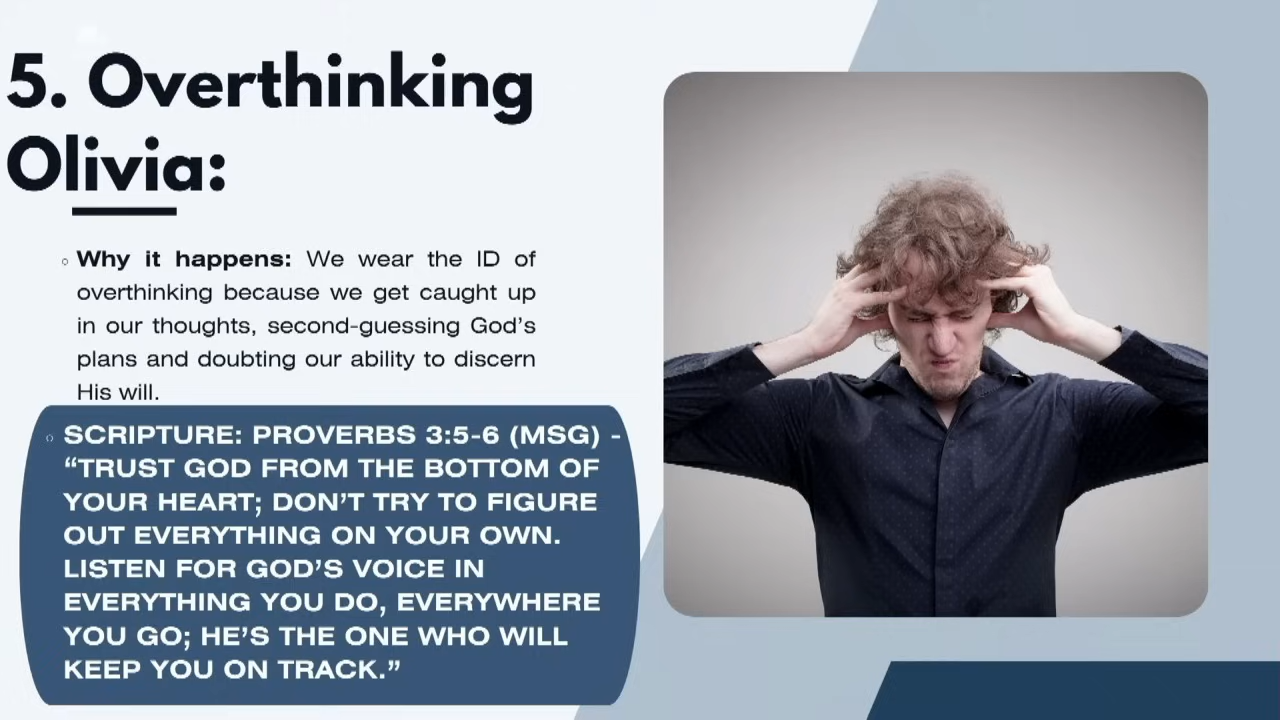 5. Overthinking
Olivia:
Why it happens: We wear the ID of
overthinking because we get caught up
in our thoughts, second-guessing God’s
plans and doubting our ability to discern
His will.
SCRIPTURE: PROVERBS 3:5-6 (MSG) -
“TRUST GOD FROM THE BOTTOM OF
YOUR HEART; DON’T TRY TO FIGURE
OUT EVERYTHING ON YOUR OWN.
LISTEN FOR GOD’S VOICE IN
EVERYTHING YOU DO, EVERYWHERE
YOU GO; HE’S THE ONE WHO WILL
KEEP YOU ON TRACK.”